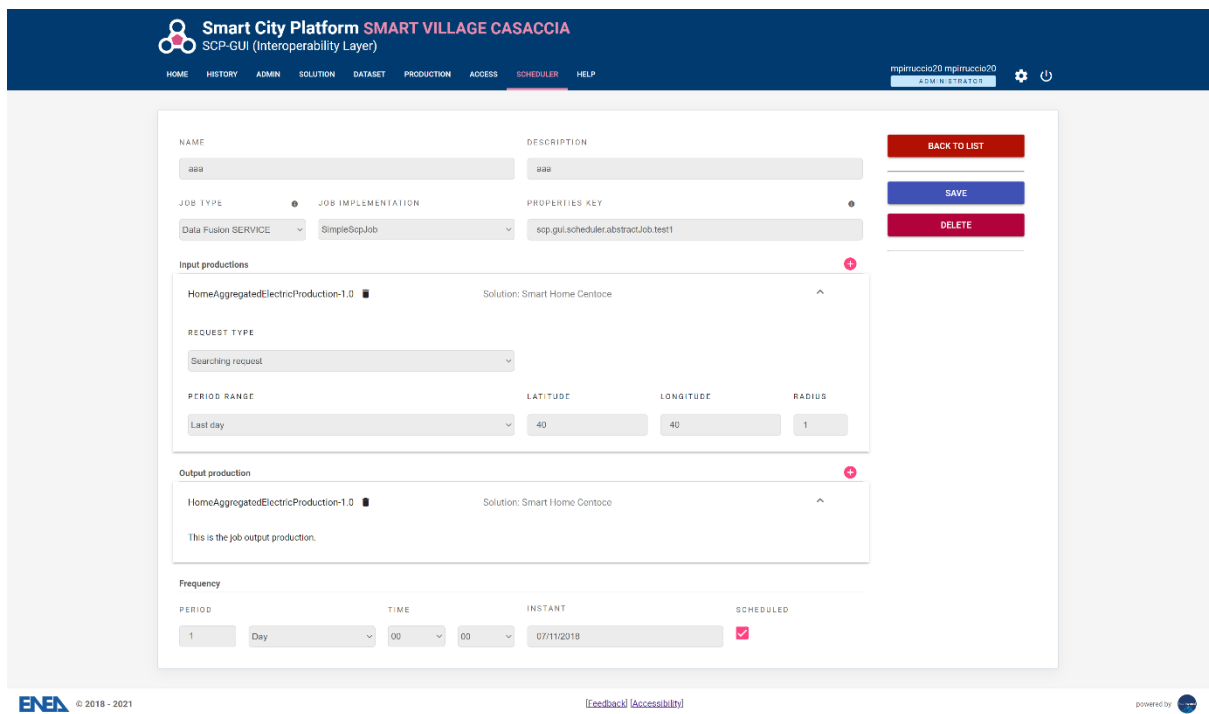 Smart City Platform SMART VILLAGE CASACCIA
SCP-GUI (Interoperability Layer)
HOME HISTORY ADMIN SOLUTION DATASET PRODUCTION ACCESS SCHEDULER HELP
mpirruccio20 mpirruccio20
ADMINISTRATOR
NAME DESCRIPTION
aaa aaa
BACK TO LIST
SAVE
DELETE
JOB TYPE JOB IMPLEMENTATION PROPERTIES KEY
Data Fusion SERVICE SimpleScpJob scp.gui.scheduler.abstractJob.test1
Input productions
HomeAggregatedElectricProduction-1.0 Solution: Smart Home Centoce
REQUEST TYPE
Searching request
PERIOD RANGE LATITUDE LONGITUDE RADIUS
Last day 40 40 1
Output production
HomeAggregatedElectricProduction-1.0 Solution: Smart Home Centoce
This is the job output production.
Frequency
PERIOD TIME INSTANT SCHEDULED
1 Day 00 00 07/11/2018
ENEA © 2018 - 2021 [Feedback] [Accessibility] powered by